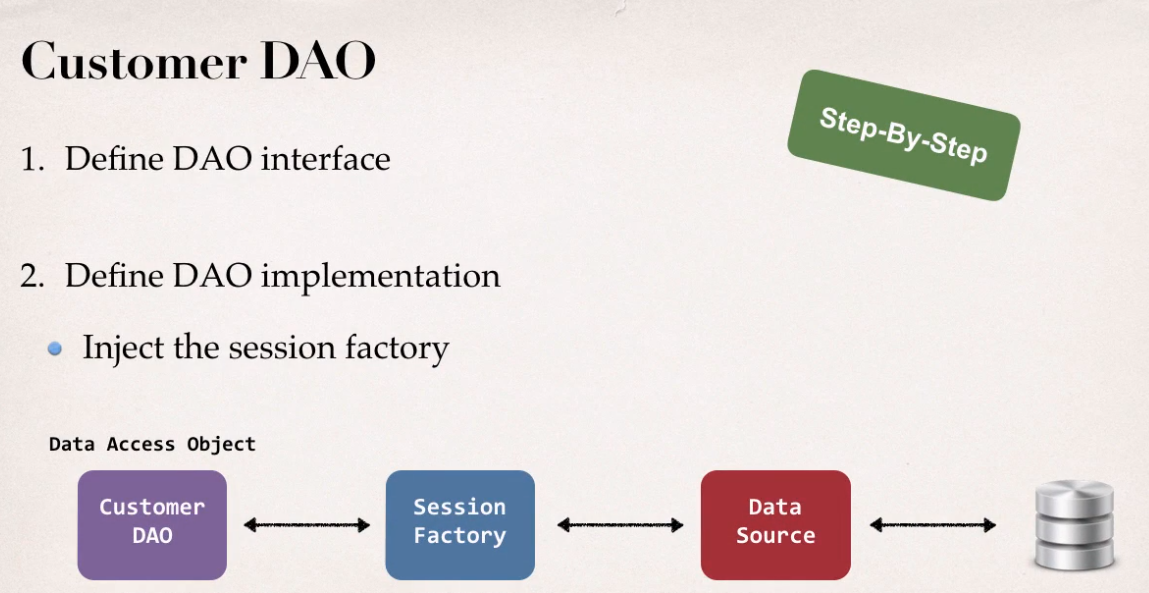 Customer DAO
Step-By-Step
1. Define DAO interface
2. Define DAO implementation
• Inject the session factory
Data Access Object
Customer
DAO
Session
Factory
Data
Source